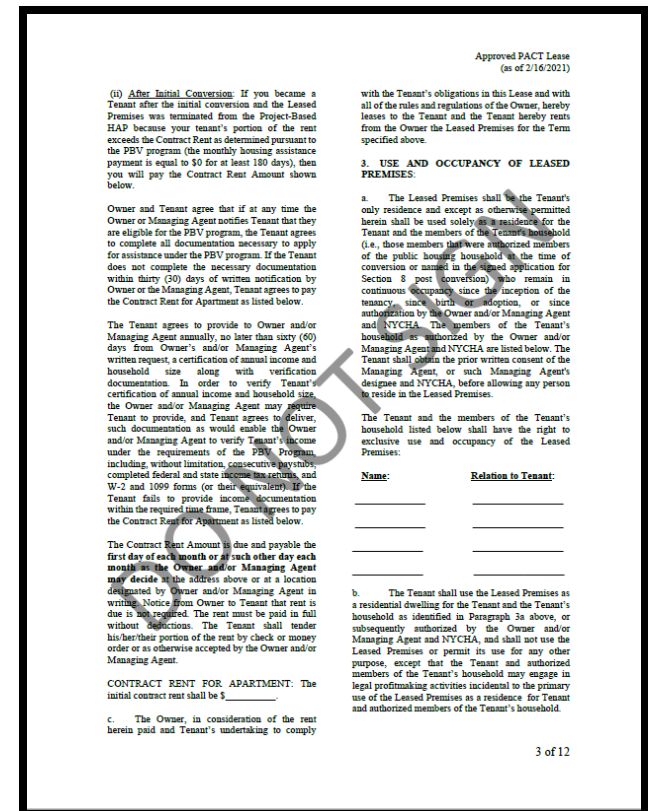 Approved PACT Lease
(as of 2/16/2021)
(ii) After Initial Conversion: If you became a
Tenant after the initial conversion and the Leased
Premises was terminated from the Project-Based
HAP because your tenant's portion of the rent
exceeds the Contract Rent as determined pursuant to
the PBV program (the monthly housing assistance
payment is equal to $0 for at least 180 days), then
you will pay the Contract Rent Amount shown
below.
Owner and Tenant agree that if at any time the
Owner or Managing Agent notifies Tenant that they
are eligible for the PBV program, the Tenant agrees
to complete all documentation necessary to apply
for assistance under the PBV program. If the Tenant
does not complete the necessary documentation
within thirty (30) days of written notification by
Owner or the Managing Agent, Tenant agrees to pay
the Contract Rent for Apartment as listed below.
The Tenant agrees to provide to Owner and/or
Managing Agent annually, no later than sixty (60)
days from Owner's and/or Managing Agent's
written request, a certification of annual income and
household size along with verification
documentation. In order to verify Tenant's
certification of annual income and household size,
the Owner and/or Managing Agent may require
Tenant to provide, and Tenant agrees to deliver,
such documentation as would enable the Owner
and/or Managing Agent to verify Tenant's income
under the requirements of the PBV Program,
including, without limitation, consecutive paystubs,
completed federal and state income tax returns, and
W-2 and 1099 forms (or their equivalent). If the
Tenant fails to provide income documentation
within the required time frame, Tenant agrees to pay
the Contract Rent for Apartment as listed below.
The Contract Rent Amount is due and payable the
first day of each month or at such other day each
month as the Owner and/or Managing Agent
may decide at the address above or at a location
designated by Owner and/or Managing Agent in
writing. Notice from Owner to Tenant that rent is
due is not required. The rent must be paid in full
without deductions. The Tenant shall tender
his/her/their portion of the rent by check or money
order or as otherwise accepted by the Owner and/or
Managing Agent.
CONTRACT RENT FOR APARTMENT: The
initial contract rent shall be $__________.
c. The Owner, in consideration of the rent
herein paid and Tenant's undertaking to comply
with the Tenant's obligations in this Lease and with
all of the rules and regulations of the Owner, hereby
leases to the Tenant and the Tenant hereby rents
from the Owner the Leased Premises for the Term
specified above.
3. USE AND OCCUPANCY OF LEASED
PREMISES:
a. The Leased Premises shall be the Tenant's
only residence and except as otherwise permitted
herein shall be used solely as a residence for the
Tenant and the members of the Tenant's household
(i.e., those members that were authorized members
of the public housing household at the time of
conversion or named in the signed application for
Section 8 post conversion) who remain in
continuous occupancy since the inception of the
tenancy, since birth or adoption, or since
authorization by the Owner and/or Managing Agent
and NYCHA. The members of the Tenant's
household as authorized by the Owner and/or
Managing Agent and NYCHA are listed below. The
Tenant shall obtain the prior written consent of the
Managing Agent, or such Managing Agent's
designee and NYCHA, before allowing any person
to reside in the Leased Premises.
The Tenant and the members of the Tenant's
household listed below shall have the right to
exclusive use and occupancy of the Leased
Premises:
Name: Relation to Tenant:
b. The Tenant shall use the Leased Premises as
a residential dwelling for the Tenant and the Tenant's
household as identified in Paragraph 3a above, or
subsequently authorized by the Owner and/or
Managing Agent and NYCHA, and shall not use the
Leased Premises or permit its use for any other
purpose, except that the Tenant and authorized
members of the Tenant's household may engage in
legal profitmaking activities incidental to the primary
use of the Leased Premises as a residence for Tenant
and authorized members of the Tenant's household.
3 of 12
DO NOT SIGN